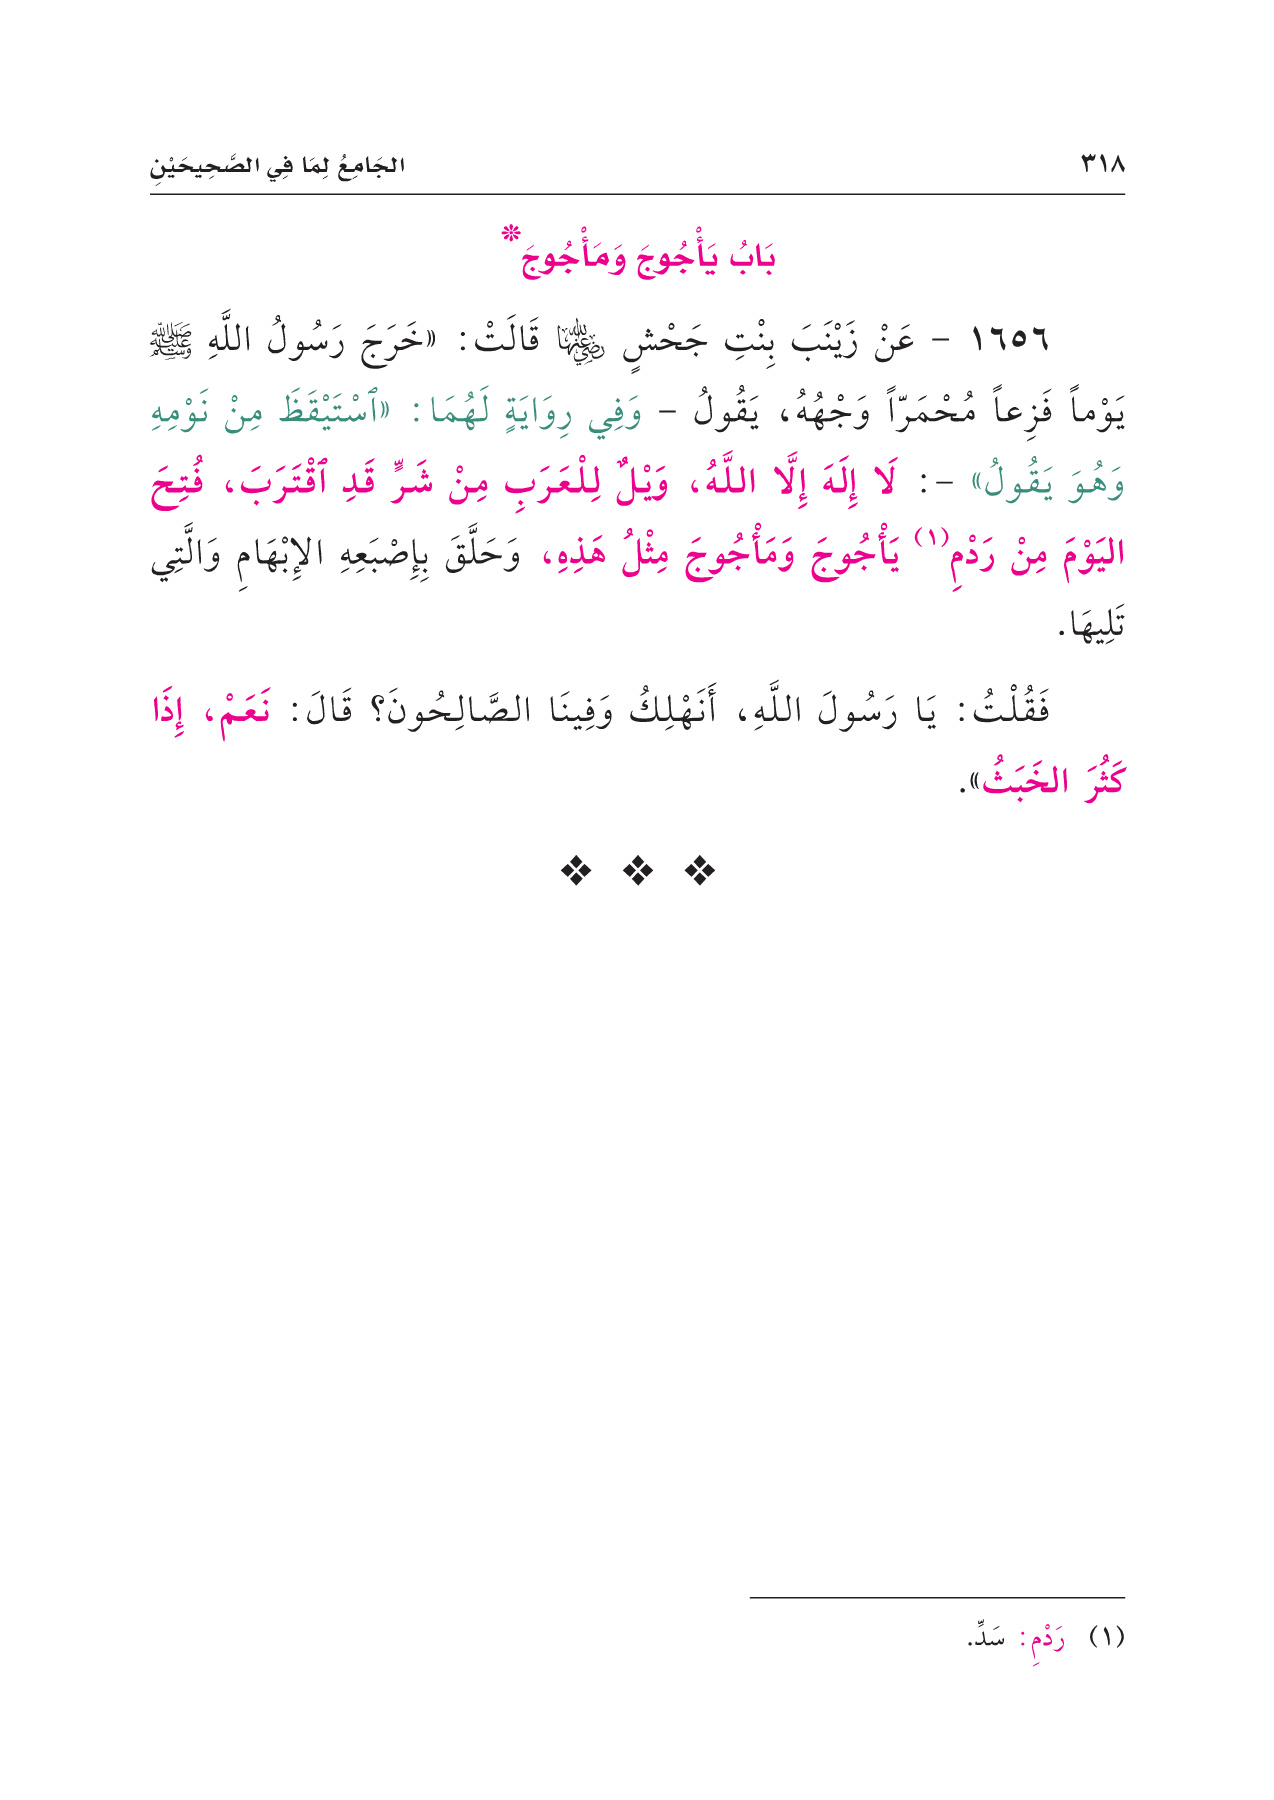 ٣١٨
الجَامِعُ لِمَا فِي الصَّحِيحَيْنِ
بَابُ يَأْجُوجَ وَمَأْجُوجَ*
١٦٥٦ - عَنْ زَيْنَبَ بِنْتِ جَحْشٍ رضي الله عنها قَالَتْ: «خَرَجَ رَسُولُ اللَّهِ ﷺ
يَوْماً فَزِعاً مُحْمَرّاً وَجْهُهُ، يَقُولُ - وَفِي رِوَايَةٍ لَهُمَا: «ٱسْتَيْقَظَ مِنْ نَوْمِهِ
وَهُوَ يَقُولُ» -: لَا إِلَهَ إِلَّا اللَّهُ، وَيْلٌ لِلْعَرَبِ مِنْ شَرٍّ قَدِ ٱقْتَرَبَ، فُتِحَ
اليَوْمَ مِنْ رَدْمِ(١) يَأْجُوجَ وَمَأْجُوجَ مِثْلُ هَذِهِ، وَحَلَّقَ بِإِصْبَعِهِ الإِبْهَامِ وَالَّتِي
تَلِيهَا.
فَقُلْتُ: يَا رَسُولَ اللَّهِ، أَنَهْلِكُ وَفِينَا الصَّالِحُونَ؟ قَالَ: نَعَمْ، إِذَا
كَثُرَ الخَبَثُ».
(١) رَدْمِ: سَدِّ.